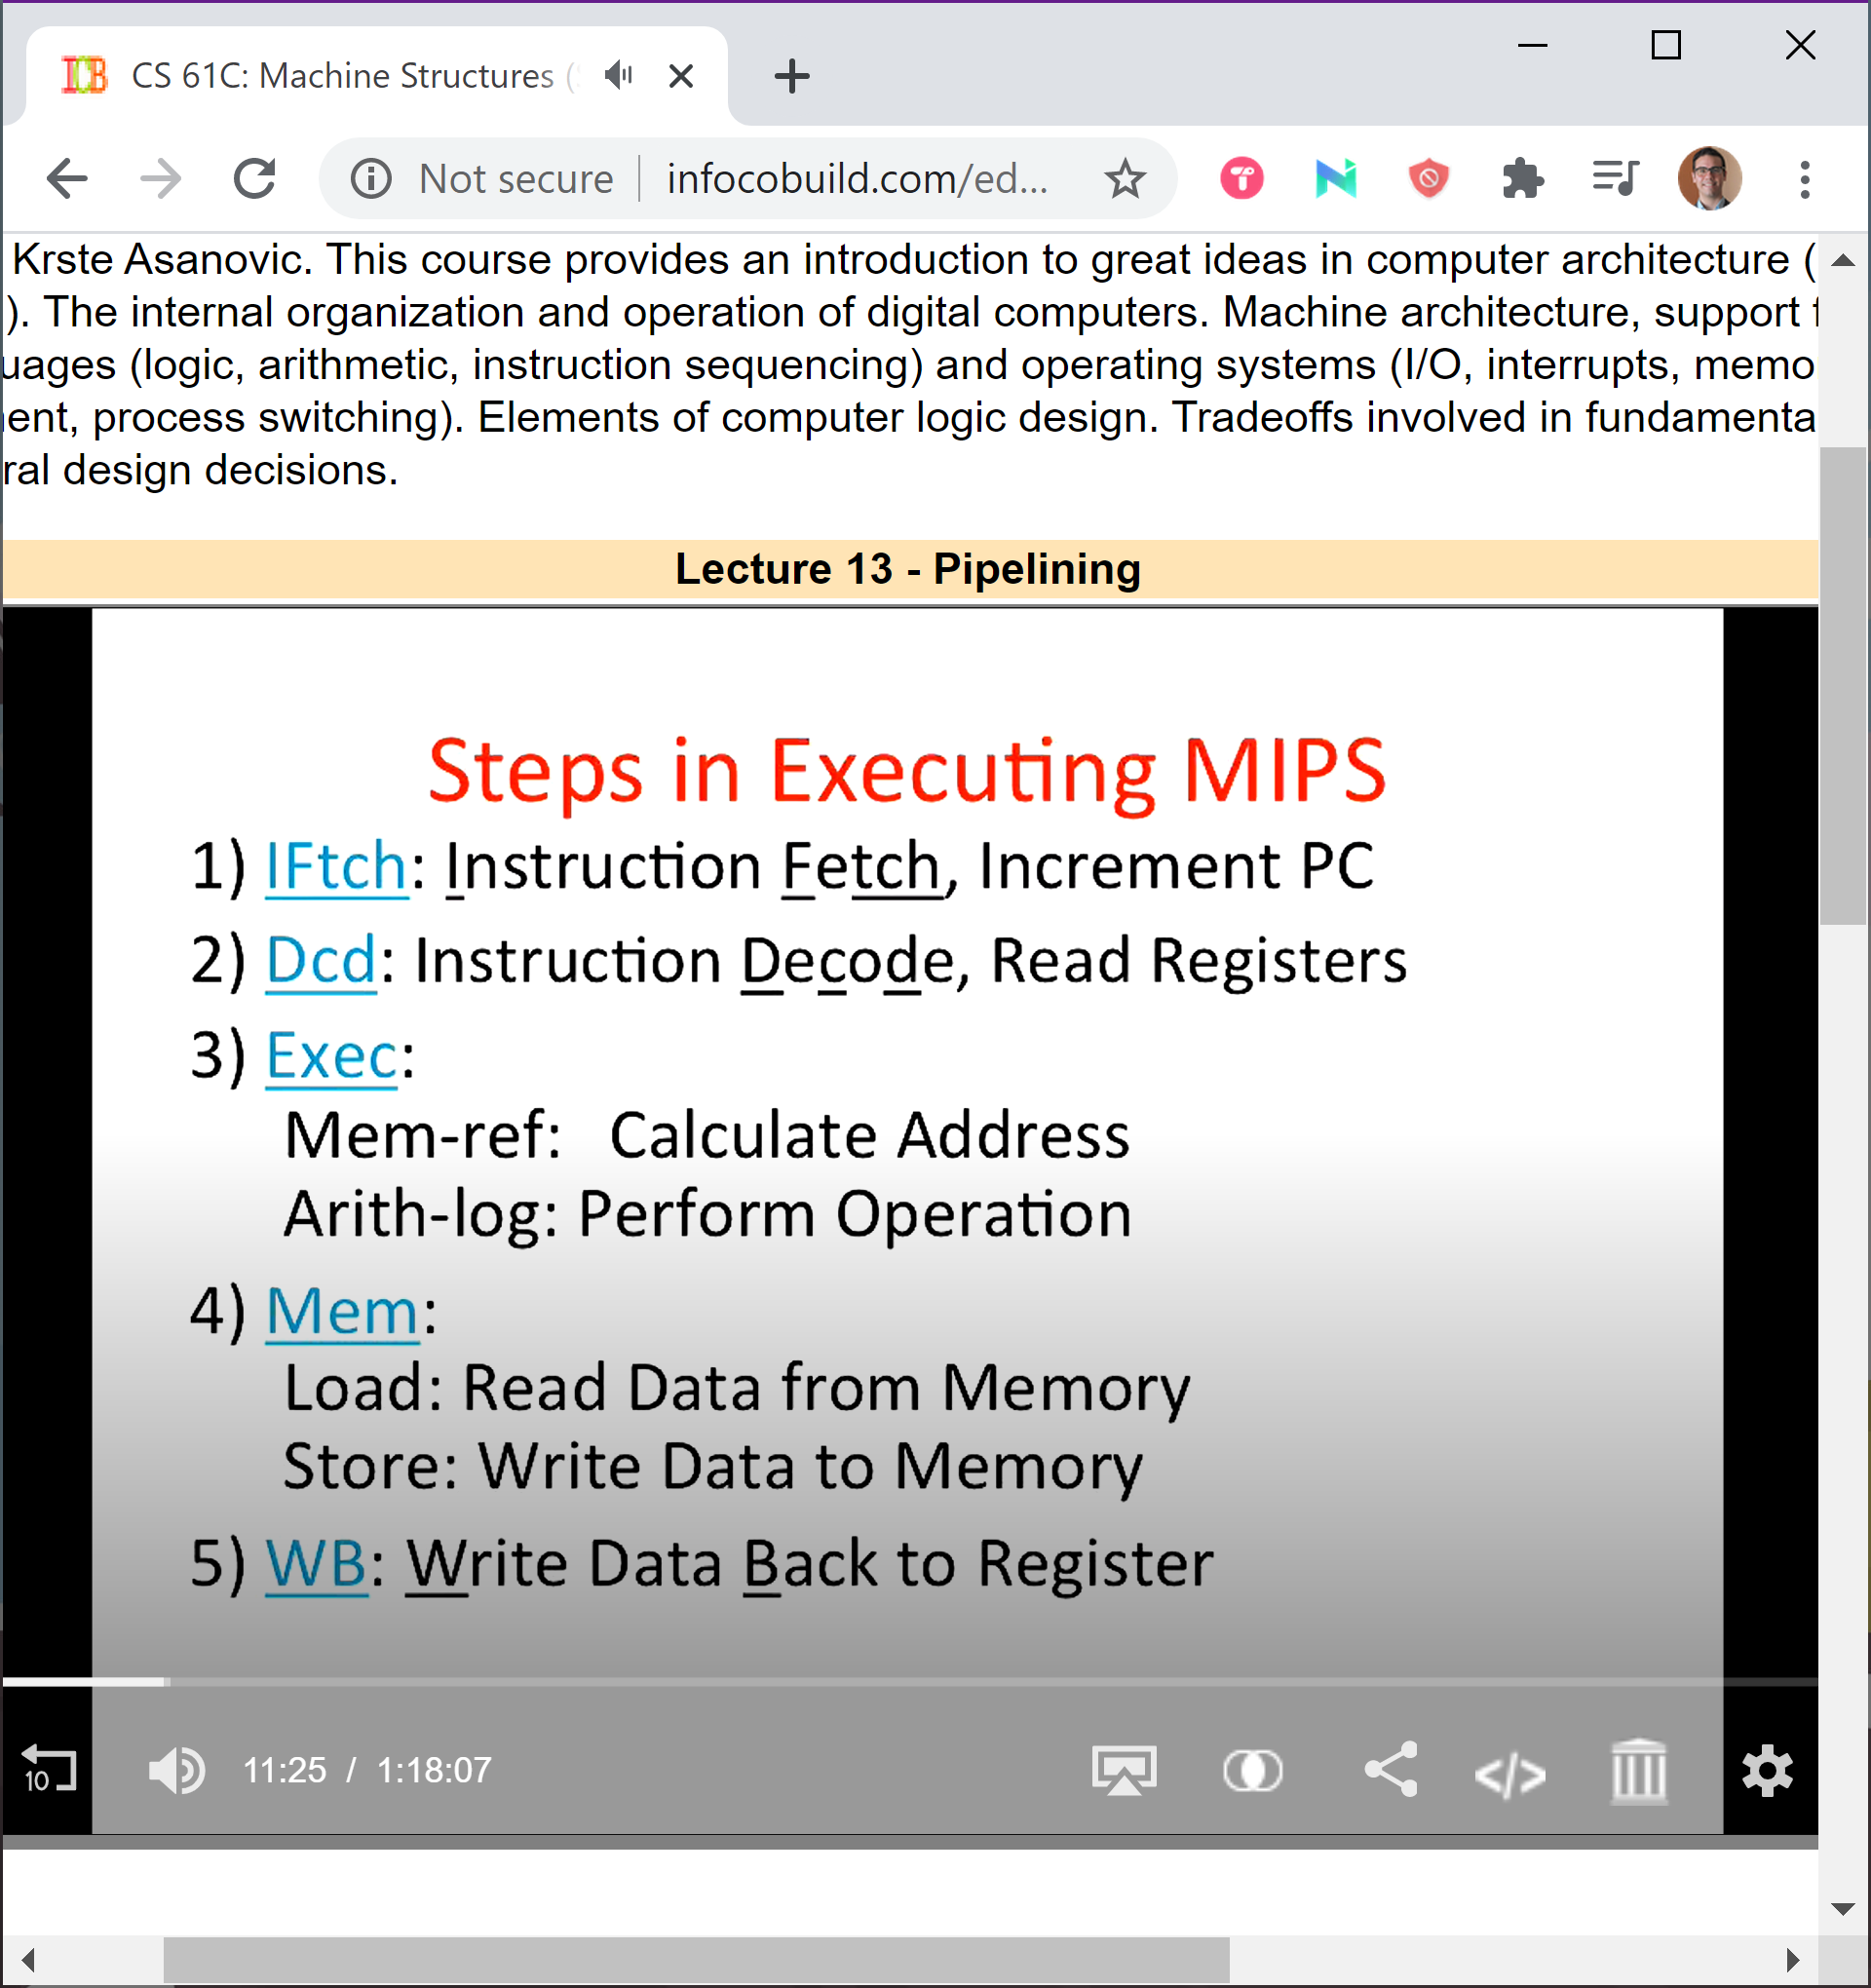 CS 61C: Machine Structures (
Not secure | infocobuild.com/ed...
Krste Asanovic. This course provides an introduction to great ideas in computer architecture (
). The internal organization and operation of digital computers. Machine architecture, support f
uages (logic, arithmetic, instruction sequencing) and operating systems (I/O, interrupts, memo
ent, process switching). Elements of computer logic design. Tradeoffs involved in fundamenta
ral design decisions.
Lecture 13 - Pipelining
Steps in Executing MIPS
1) IFtch: Instruction Fetch, Increment PC
2) Dcd: Instruction Decode, Read Registers
3) Exec:
Mem-ref: Calculate Address
Arith-log: Perform Operation
4) Mem:
Load: Read Data from Memory
Store: Write Data to Memory
5) WB: Write Data Back to Register
10 11:25 / 1:18:07 </>